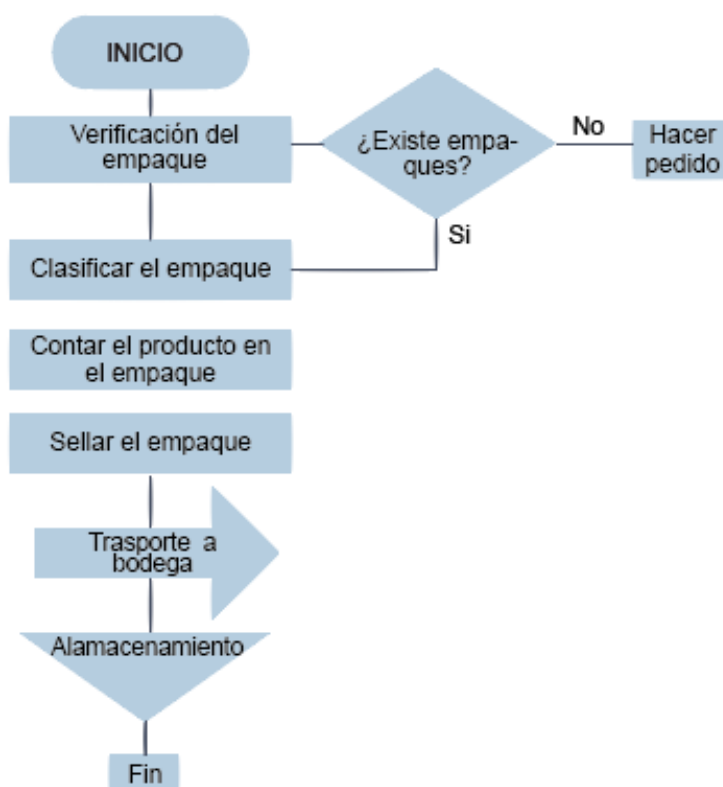 INICIO
Verificación del
empaque
¿Existe empa-
ques?
No
Hacer
pedido
Si
Clasificar el empaque
Contar el producto en
el empaque
Sellar el empaque
Trasporte a
bodega
Alamacenamiento
Fin